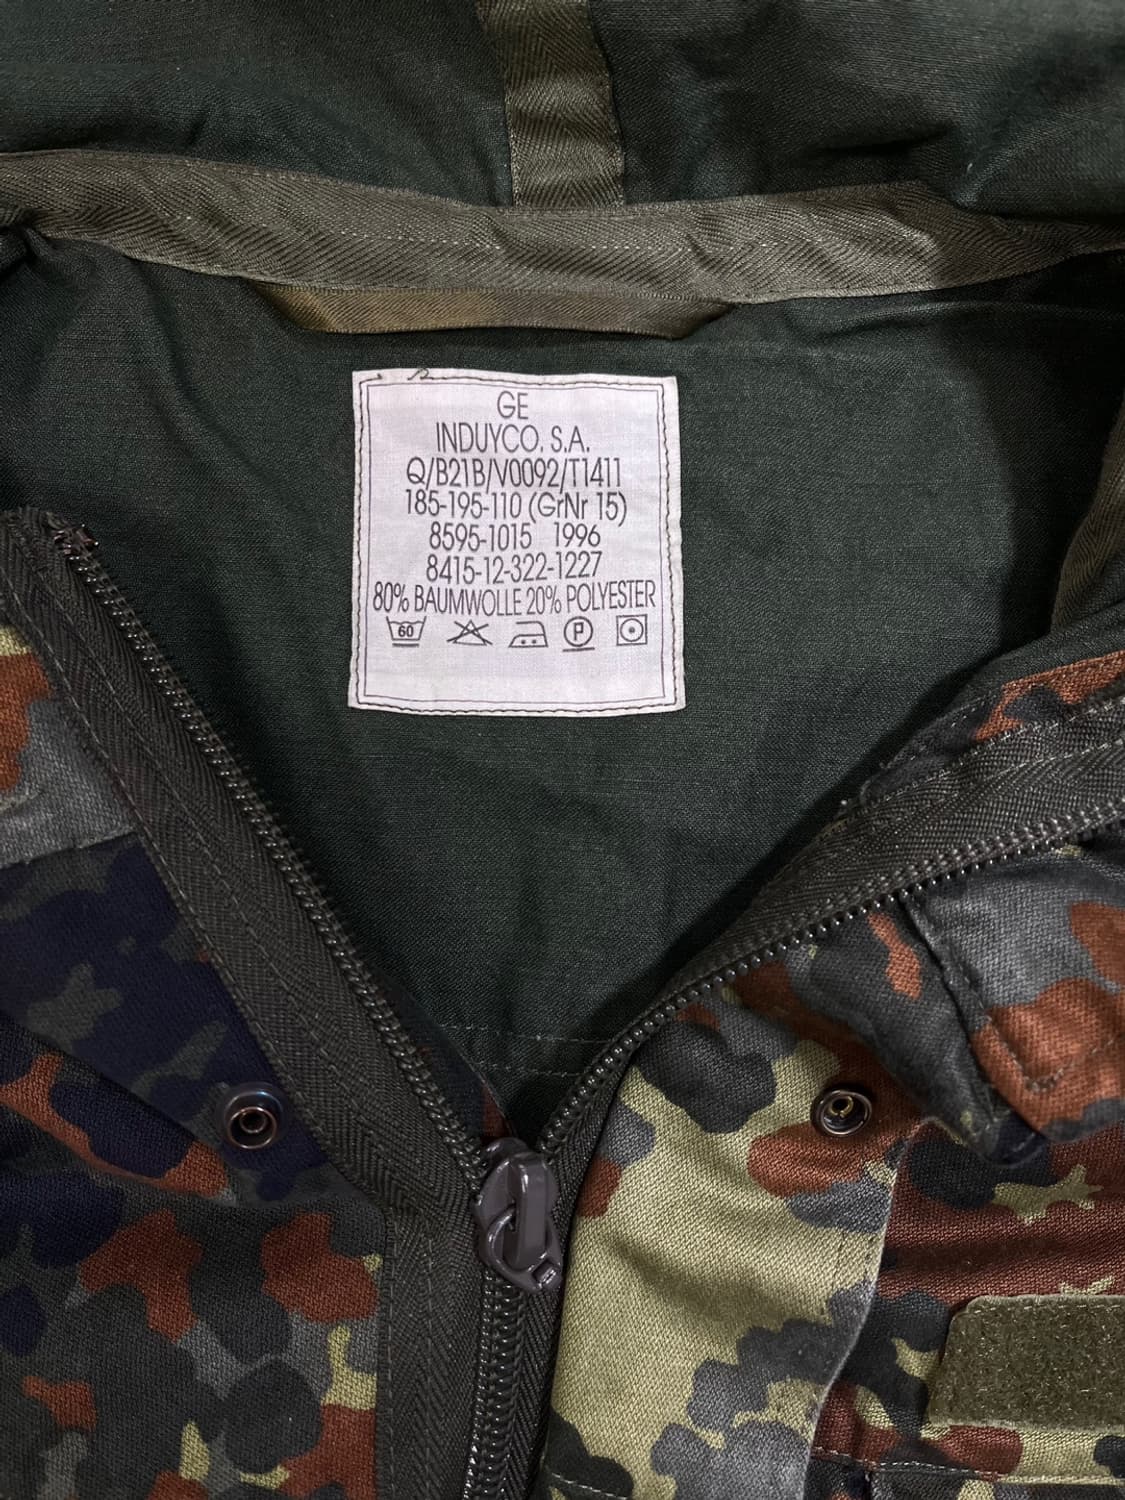 GE
INDUYCO, S.A.
Q/B21B/V0092/T1411
185-195-110 (GrNr 15)
8595-1015 1996
8415-12-322-1227
80% BAUMWOLLE 20% POLYESTER
60 P